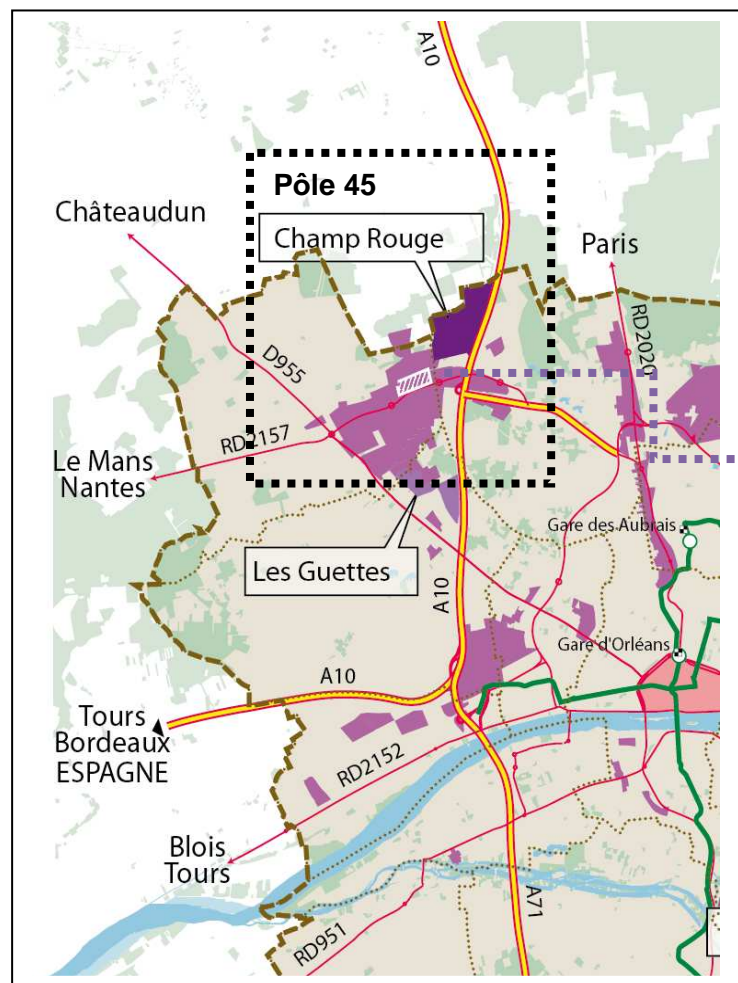 A10
Pôle 45
Châteaudun
Champ Rouge
Paris
RD2020
D955
RD2157
Le Mans
Nantes
Gare des Aubrais
Les Guettes
A10
Gare d'Orléans
A10
Tours
Bordeaux
ESPAGNE
RD2152
Blois
Tours
A71
RD951